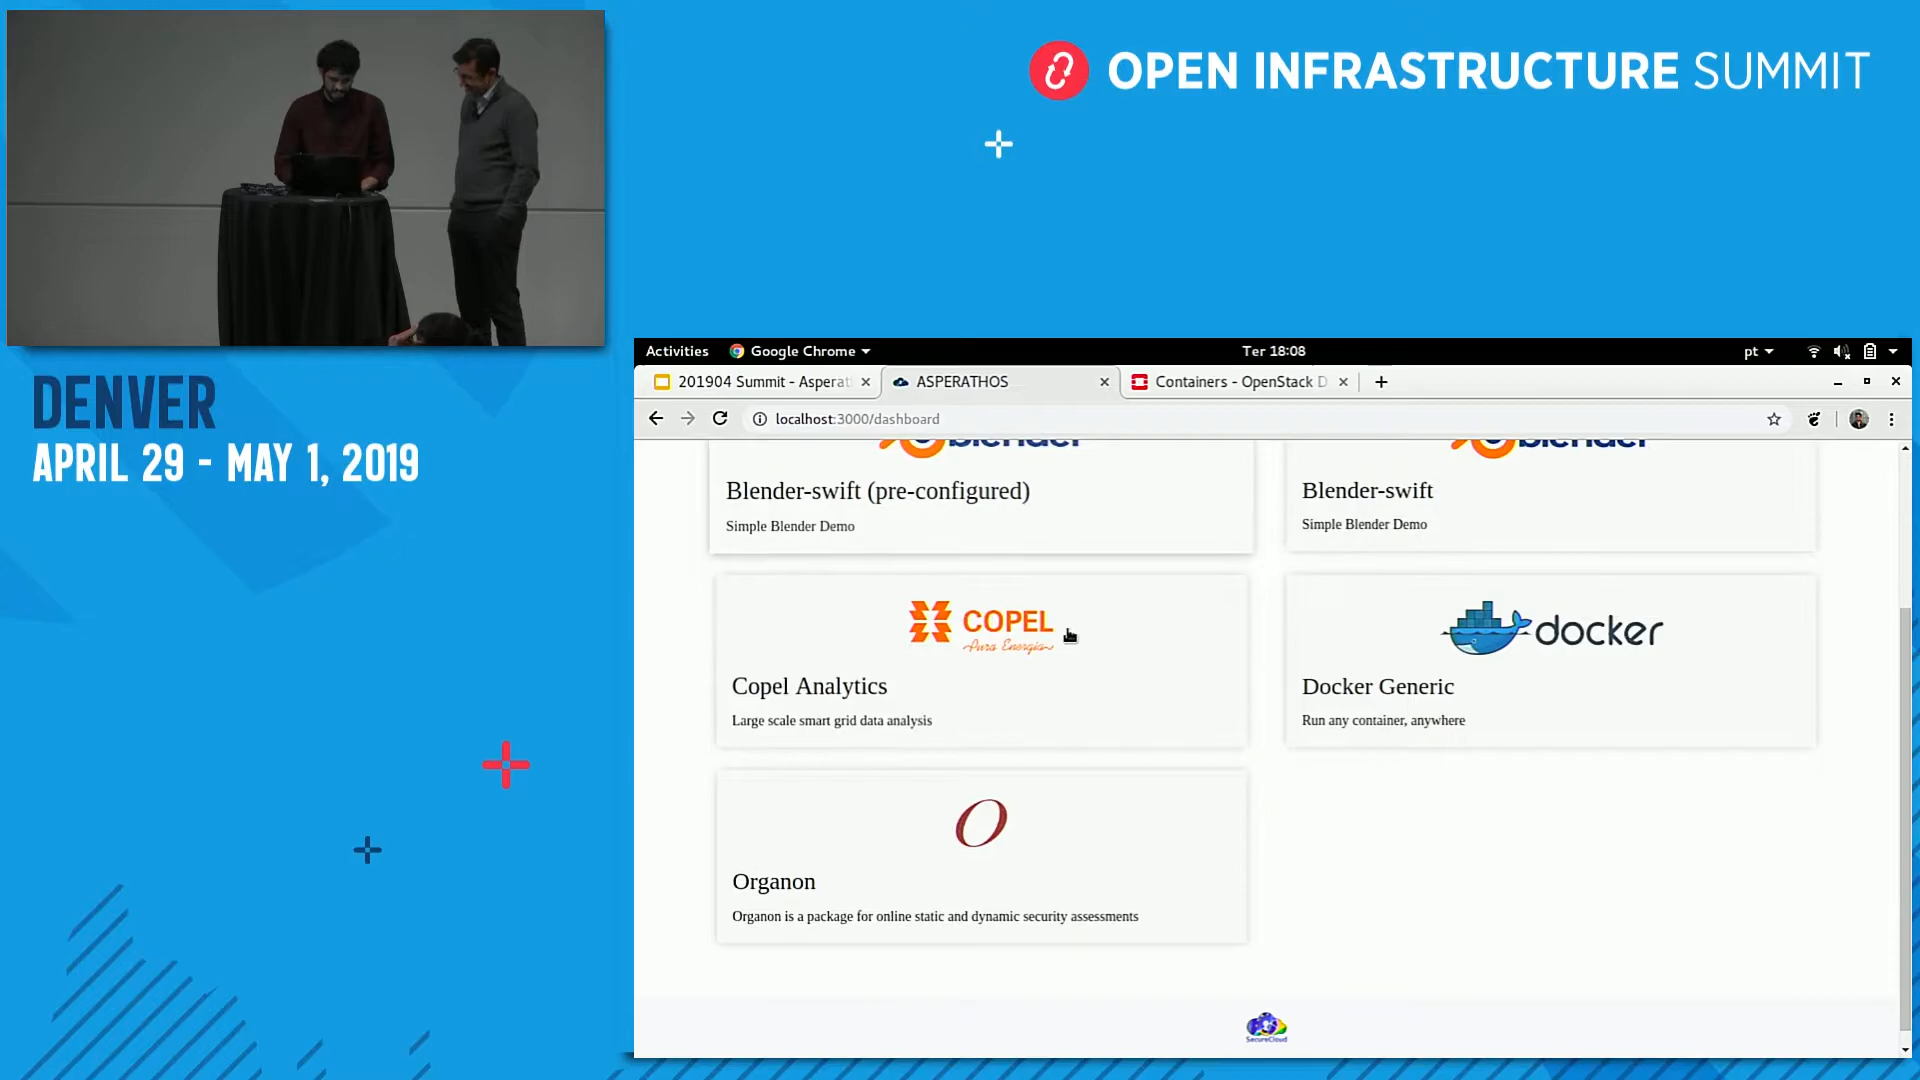 OPEN INFRASTRUCTURE SUMMIT
DENVER
APRIL 29 - MAY 1, 2019
Activities Google Chrome Ter 18:08 pt
201904 Summit - Asperat ASPERATHOS Containers - OpenStack D
localhost:3000/dashboard
blender blender
Blender-swift (pre-configured) Blender-swift
Simple Blender Demo Simple Blender Demo
COPEL docker
Pura Energia
Copel Analytics Docker Generic
Large scale smart grid data analysis Run any container, anywhere
O
Organon
Organon is a package for online static and dynamic security assessments
SecureCloud